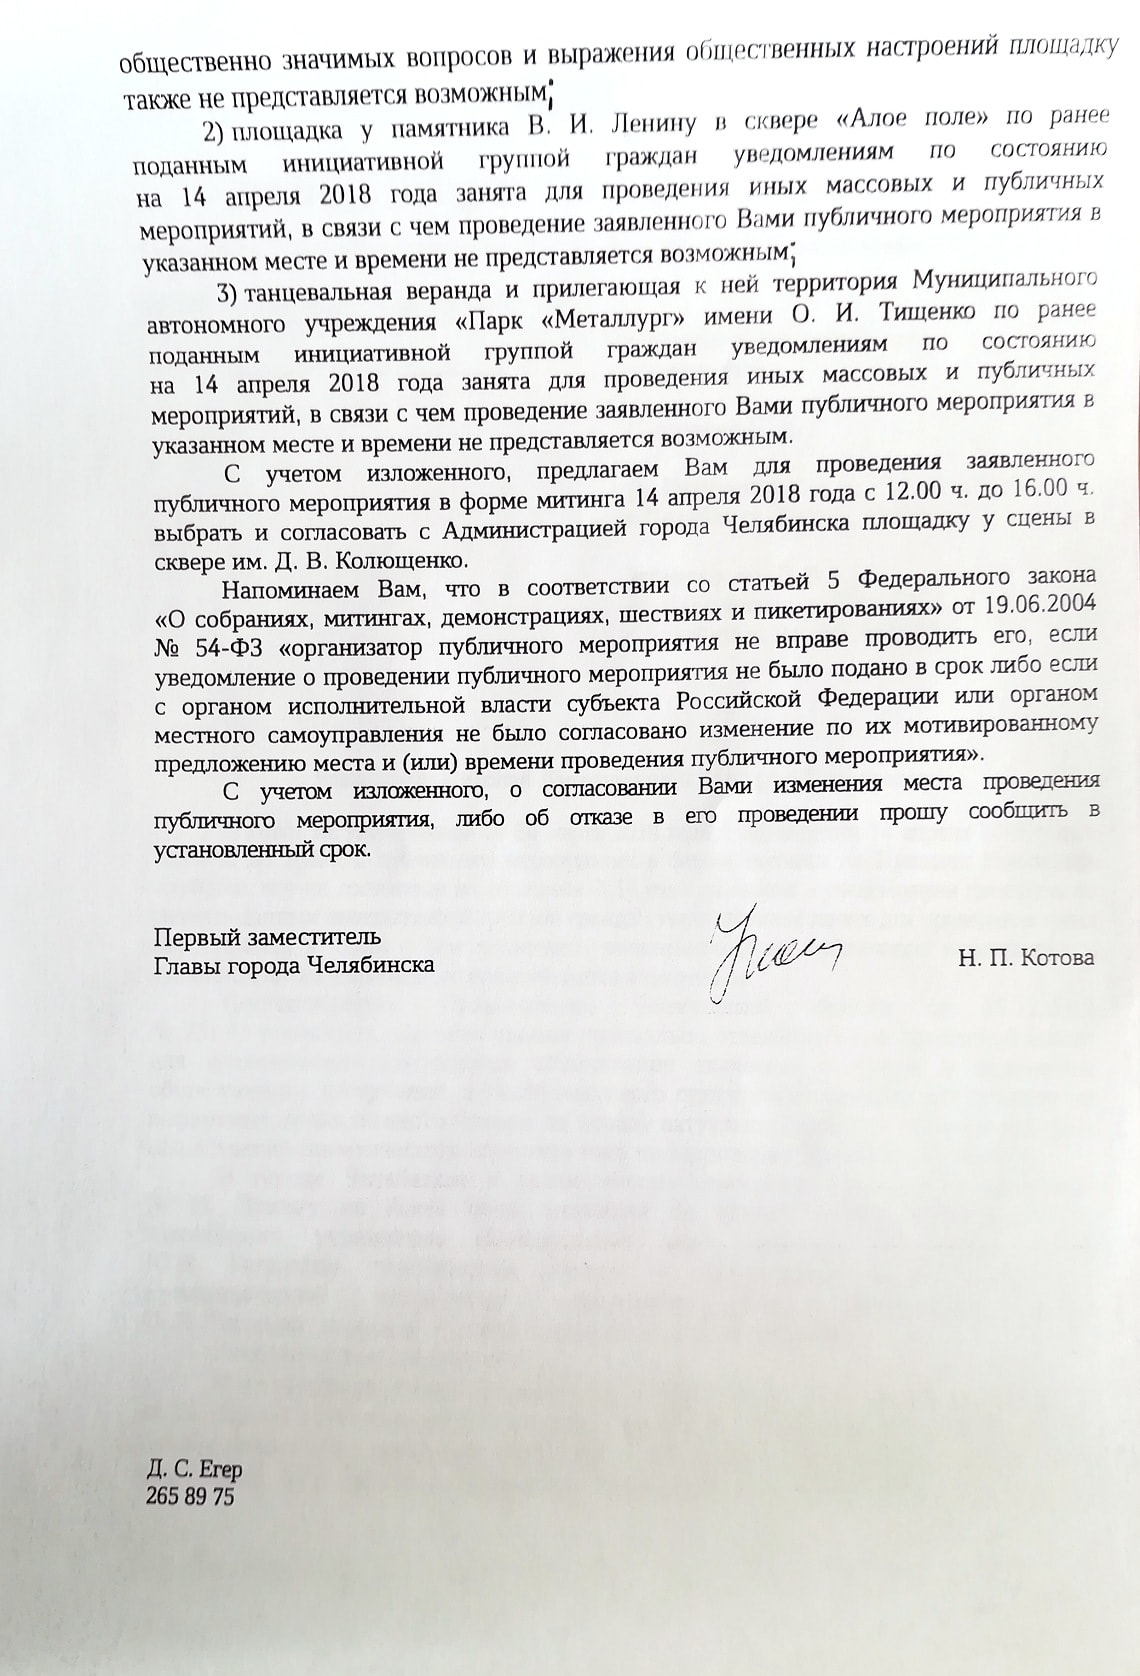 общественно значимых вопросов и выражения общественных настроений площадку
также не представляется возможным;
2) площадка у памятника В. И. Ленину в сквере «Алое поле» по ранее
поданным инициативной группой граждан уведомлениям по состоянию
на 14 апреля 2018 года занята для проведения иных массовых и публичных
мероприятий, в связи с чем проведение заявленного Вами публичного мероприятия в
указанном месте и времени не представляется возможным;
3) танцевальная веранда и прилегающая к ней территория Муниципального
автономного учреждения «Парк «Металлург» имени О. И. Тищенко по ранее
поданным инициативной группой граждан уведомлениям по состоянию
на 14 апреля 2018 года занята для проведения иных массовых и публичных
мероприятий, в связи с чем проведение заявленного Вами публичного мероприятия в
указанном месте и времени не представляется возможным.
С учетом изложенного, предлагаем Вам для проведения заявленного
публичного мероприятия в форме митинга 14 апреля 2018 года с 12.00 ч. до 16.00 ч.
выбрать и согласовать с Администрацией города Челябинска площадку у сцены в
сквере им. Д. В. Колющенко.
Напоминаем Вам, что в соответствии со статьей 5 Федерального закона
«О собраниях, митингах, демонстрациях, шествиях и пикетированиях» от 19.06.2004
№ 54-ФЗ «организатор публичного мероприятия не вправе проводить его, если
уведомление о проведении публичного мероприятия не было подано в срок либо если
с органом исполнительной власти субъекта Российской Федерации или органом
местного самоуправления не было согласовано изменение по их мотивированному
предложению места и (или) времени проведения публичного мероприятия».
С учетом изложенного, о согласовании Вами изменения места проведения
публичного мероприятия, либо об отказе в его проведении прошу сообщить в
установленный срок.
Первый заместитель
Главы города Челябинска Н. П. Котова
Д. С. Егер
265 89 75